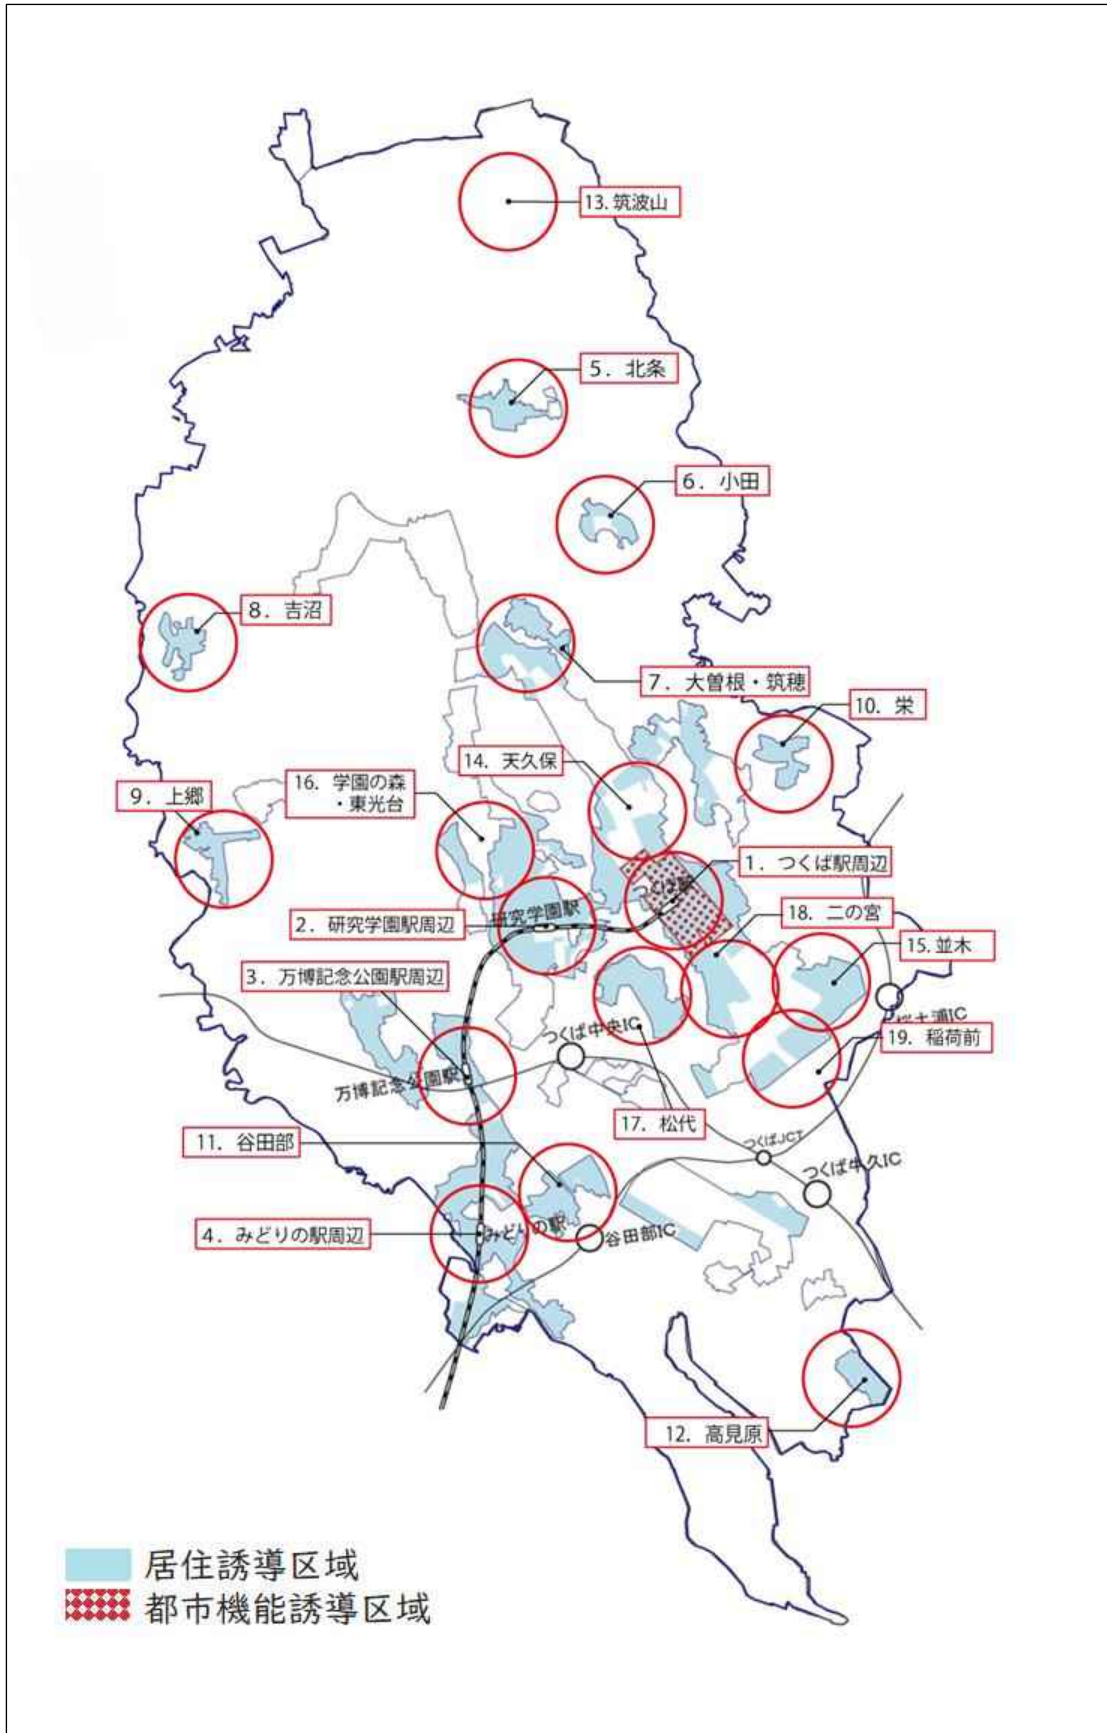 13. 筑波山
5. 北条
6. 小田
8. 吉沼
7. 大曽根・筑穂
10. 栄
14. 天久保
16. 学園の森
・東光台
9. 上郷
1. つくば駅周辺
つくば駅
18. 二の宮
研究学園駅
2. 研究学園駅周辺
15. 並木
3. 万博記念公園駅周辺
桜土浦IC
つくば中央IC
19. 稲荷前
万博記念公園駅
17. 松代
11. 谷田部
つくばJCT
つくば牛久IC
4. みどりの駅周辺
みどりの駅
谷田部IC
12. 高見原
居住誘導区域
都市機能誘導区域